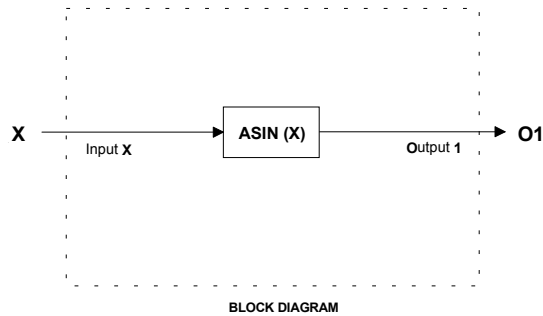 X
Input X
ASIN (X)
Output 1
O1
BLOCK DIAGRAM